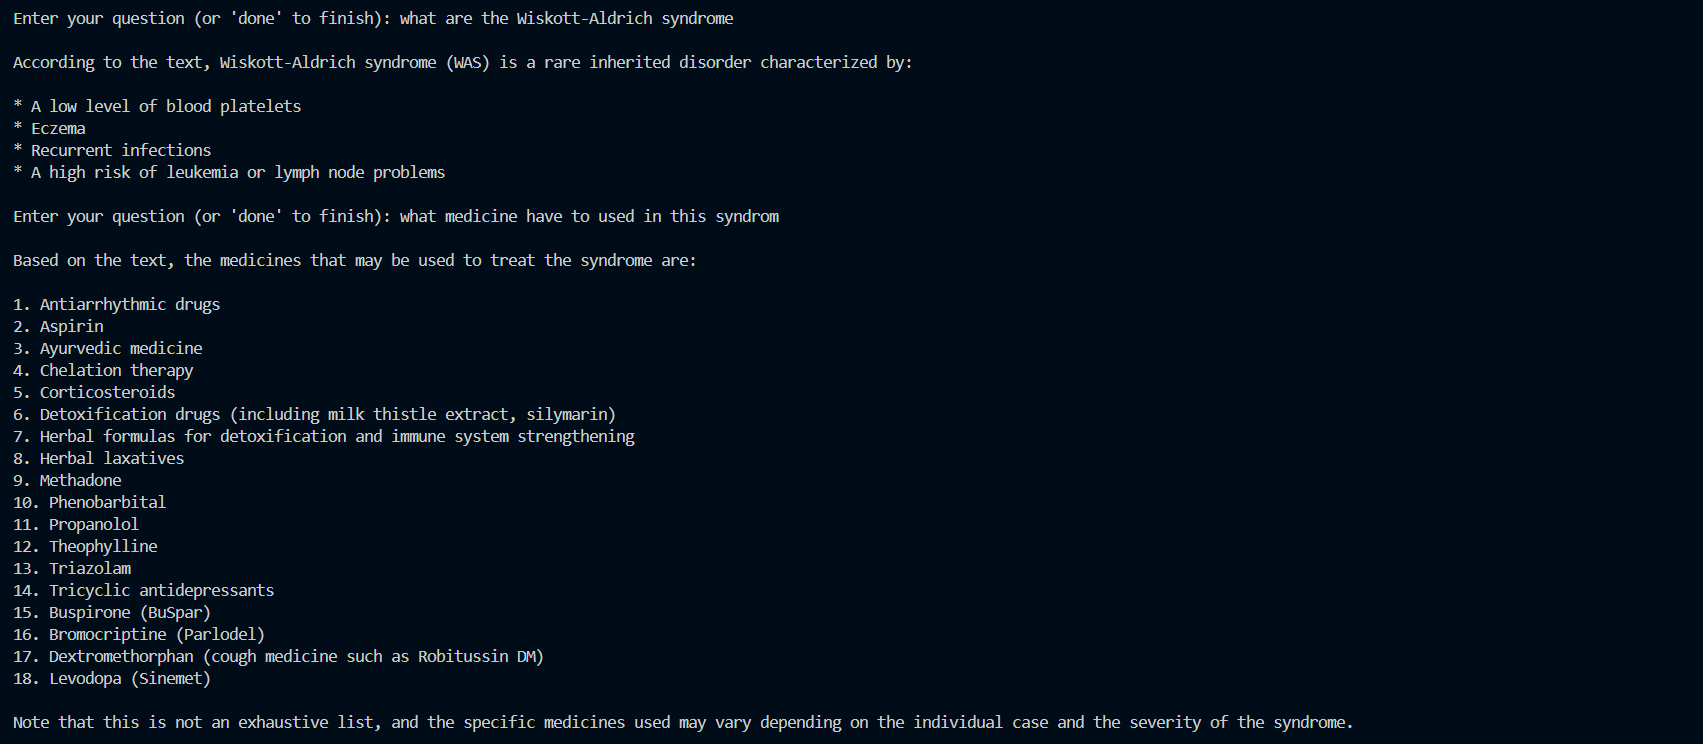 Enter your question (or 'done' to finish): what are the Wiskott-Aldrich syndrome
According to the text, Wiskott-Aldrich syndrome (WAS) is a rare inherited disorder characterized by:
* A low level of blood platelets
* Eczema
* Recurrent infections
* A high risk of leukemia or lymph node problems
Enter your question (or 'done' to finish): what medicine have to used in this syndrom
Based on the text, the medicines that may be used to treat the syndrome are:
1. Antiarrhythmic drugs
2. Aspirin
3. Ayurvedic medicine
4. Chelation therapy
5. Corticosteroids
6. Detoxification drugs (including milk thistle extract, silymarin)
7. Herbal formulas for detoxification and immune system strengthening
8. Herbal laxatives
9. Methadone
10. Phenobarbital
11. Propanolol
12. Theophylline
13. Triazolam
14. Tricyclic antidepressants
15. Buspirone (BuSpar)
16. Bromocriptine (Parlodel)
17. Dextromethorphan (cough medicine such as Robitussin DM)
18. Levodopa (Sinemet)
Note that this is not an exhaustive list, and the specific medicines used may vary depending on the individual case and the severity of the syndrome.